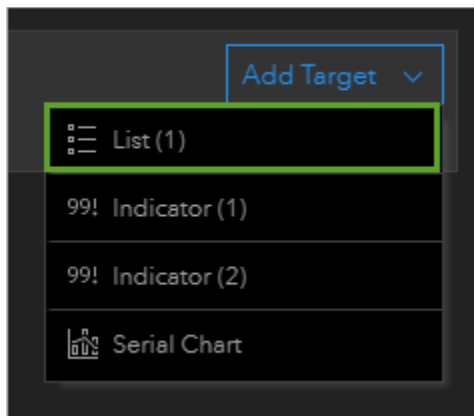 Add Target
List (1)
99! Indicator (1)
99! Indicator (2)
Serial Chart